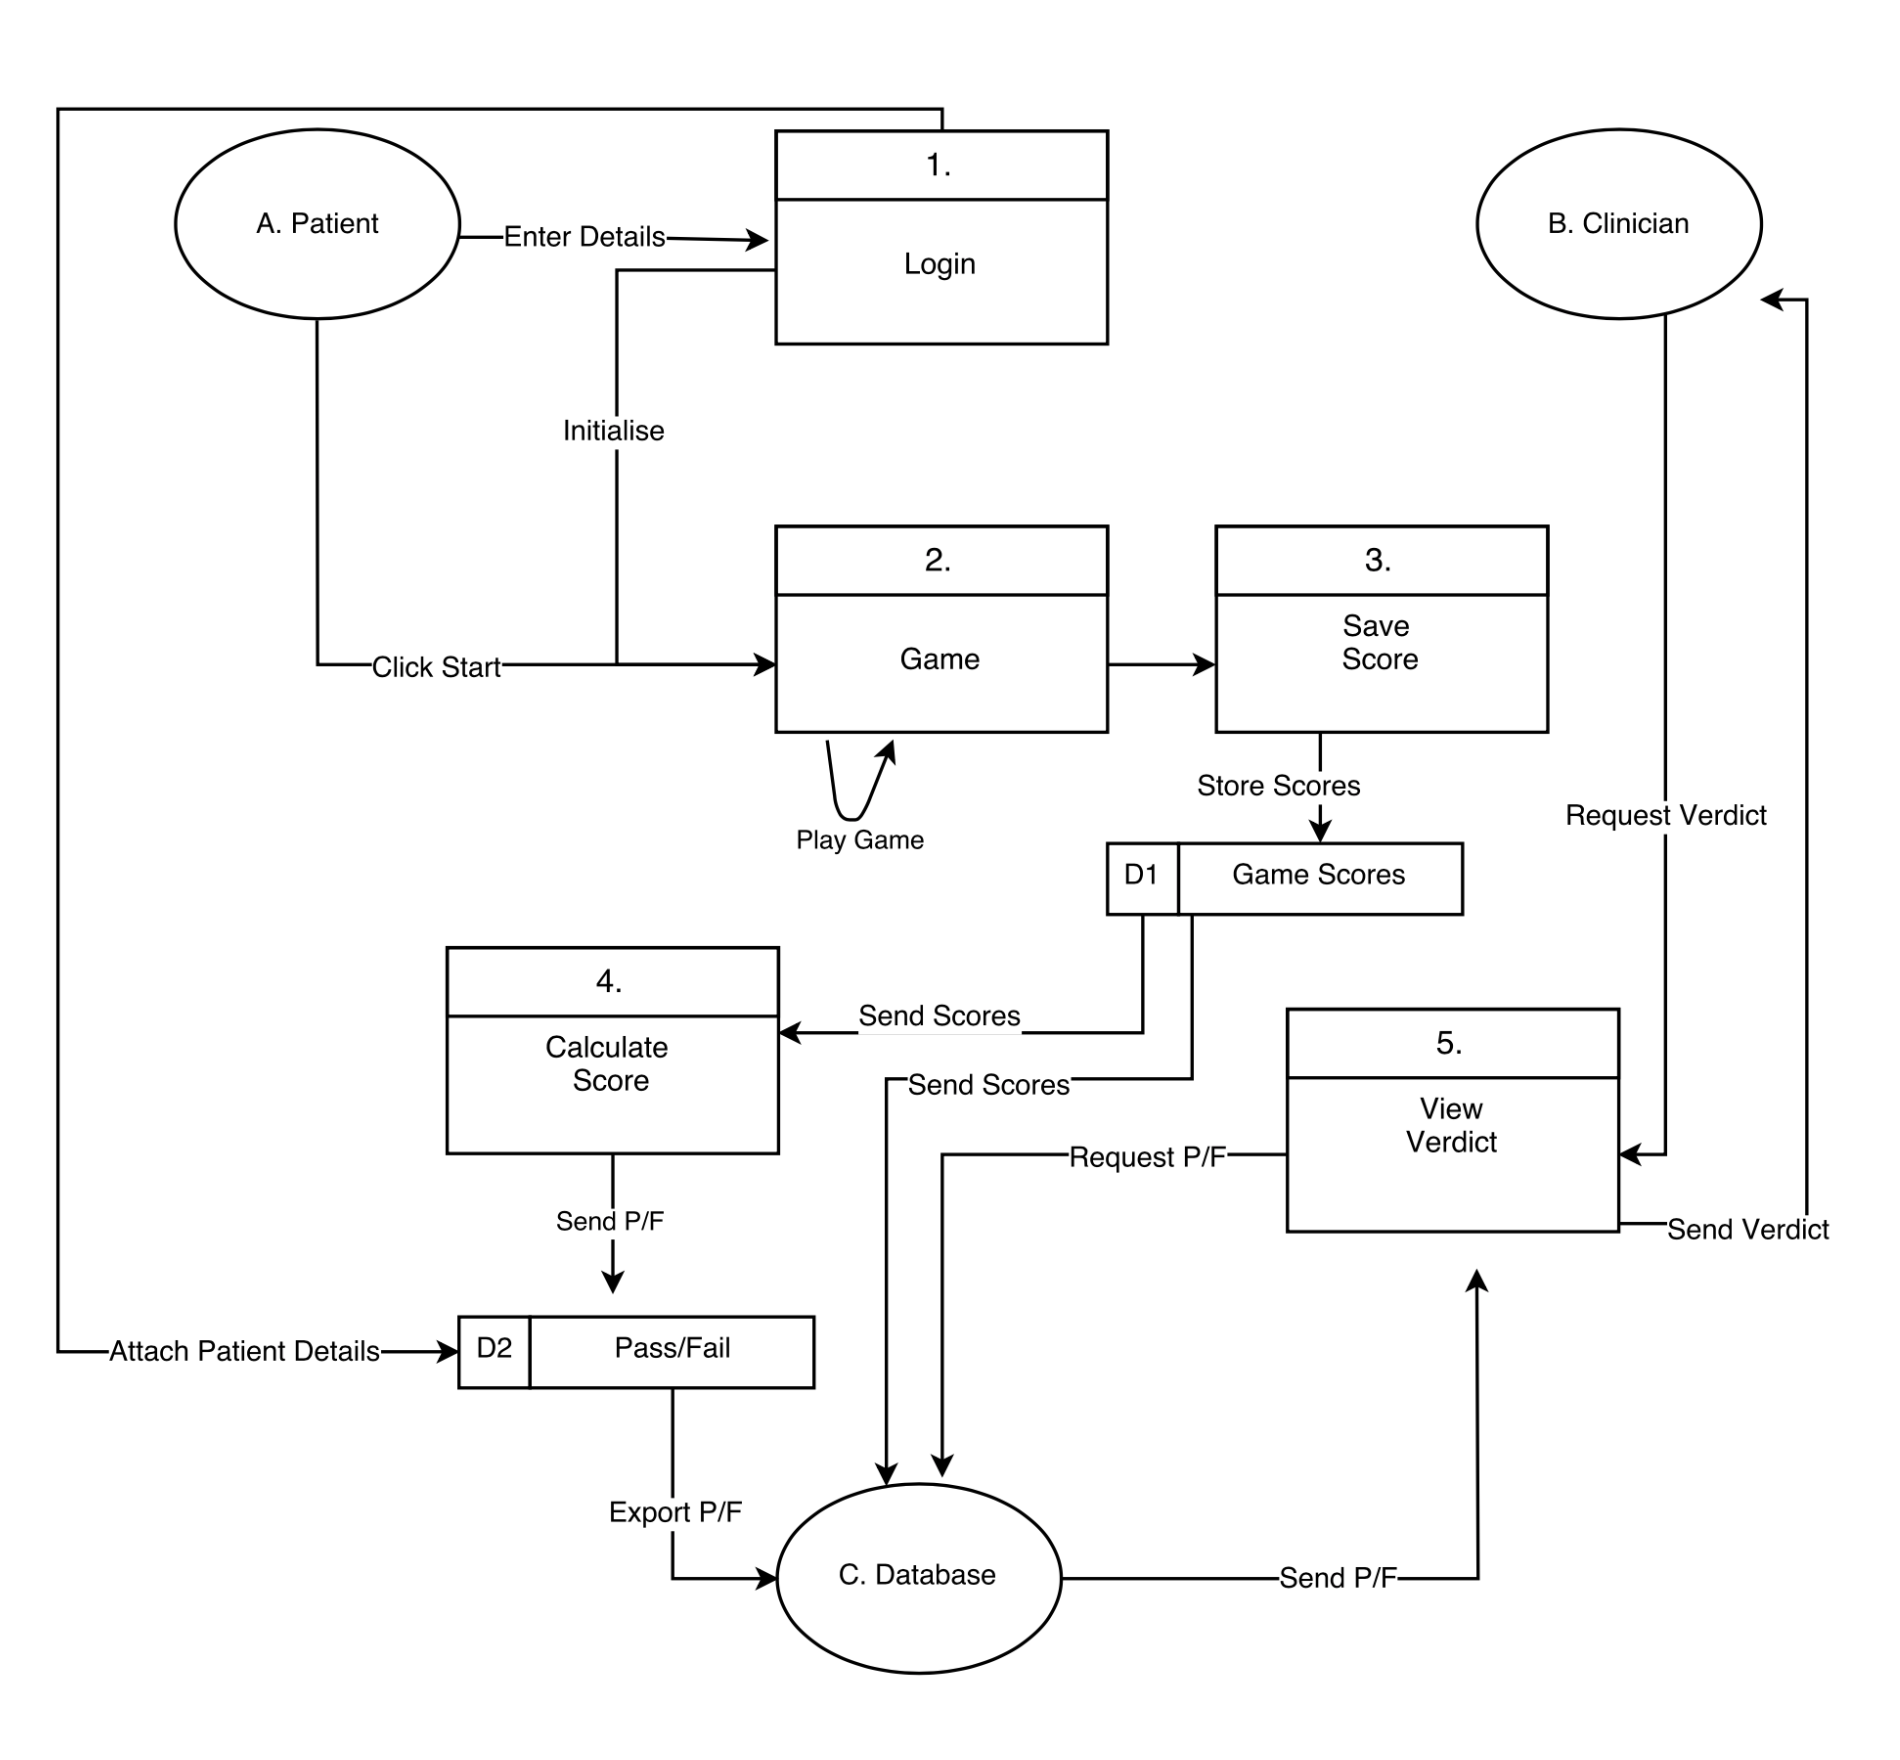 1.
A. Patient
Enter Details
Login
B. Clinician
Initialise
2.
3.
Game
Save
Score
Click Start
Play Game
Store Scores
Request Verdict
D1
Game Scores
4.
Calculate
Score
Send Scores
Send Scores
5.
View
Verdict
Request P/F
Send P/F
Send Verdict
Attach Patient Details
D2
Pass/Fail
Export P/F
C. Database
Send P/F